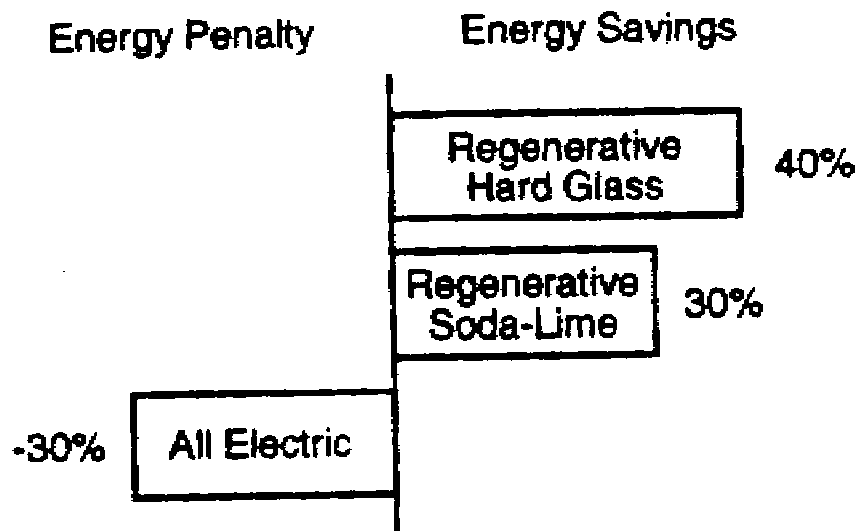 Energy Penalty
Energy Savings
Regenerative
Hard Glass
40%
Regenerative
Soda-Lime
30%
-30%
All Electric